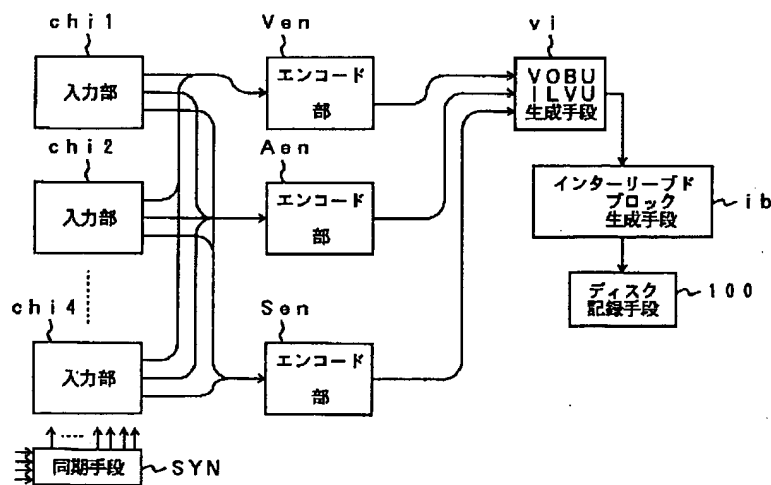 chi1
入力部
chi2
入力部
chi4
入力部
同期手段
SYN
Ven
エンコード
部
Aen
エンコード
部
Sen
エンコード
部
vi
VOBU
ILVU
生成手段
インターリーブド
ブロック
生成手段
ib
ディスク
記録手段
100